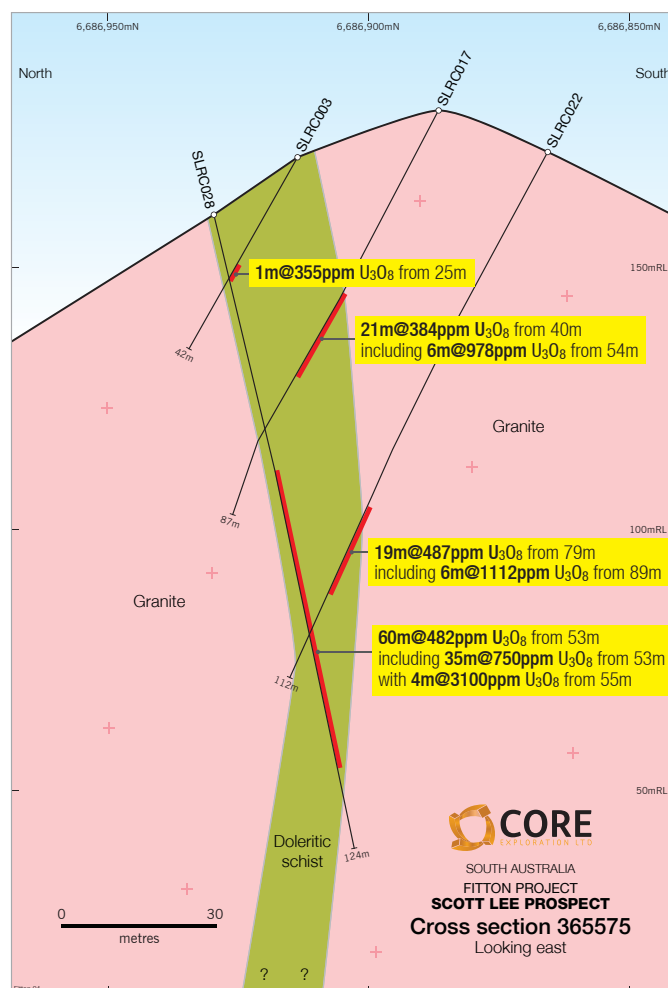 6,686,950mN
6,686,900mN
6,686,850mN
North
South
SLRC028
SLRC003
SLRC017
SLRC022
150mRL
1m@355ppm U₃O₈ from 25m
21m@384ppm U₃O₈ from 40m
including 6m@978ppm U₃O₈ from 54m
42m
Granite
87m
100mRL
19m@487ppm U₃O₈ from 79m
including 6m@1112ppm U₃O₈ from 89m
Granite
60m@482ppm U₃O₈ from 53m
including 35m@750ppm U₃O₈ from 53m
with 4m@3100ppm U₃O₈ from 55m
112m
50mRL
Doleritic
schist
124m
CORE
EXPLORATION LTD
SOUTH AUSTRALIA
FITTON PROJECT
SCOTT LEE PROSPECT
Cross section 365575
Looking east
0 30
metres
? ?